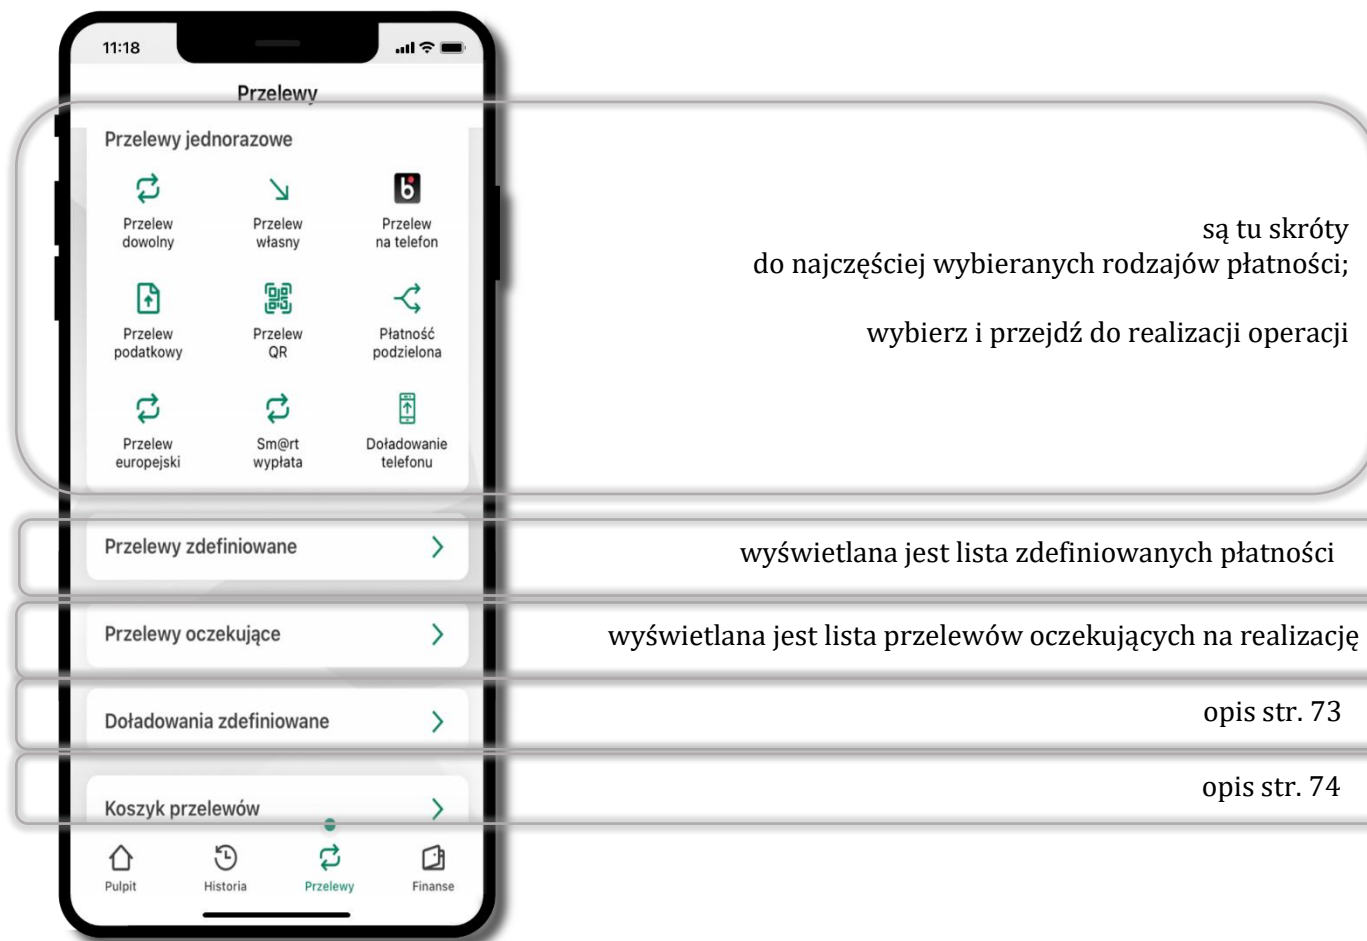 11:18
Przelewy
Przelewy jednorazowe
Przelew
dowolny
Przelew
własny
Przelew
na telefon
Przelew
podatkowy
Przelew
QR
Płatność
podzielona
Przelew
europejski
Sm@rt
wypłata
Doładowanie
telefonu
są tu skróty
do najczęściej wybieranych rodzajów płatności;
wybierz i przejdź do realizacji operacji
Przelewy zdefiniowane
wyświetlana jest lista zdefiniowanych płatności
Przelewy oczekujące
wyświetlana jest lista przelewów oczekujących na realizację
Doładowania zdefiniowane
opis str. 73
Koszyk przelewów
opis str. 74
Pulpit
Historia
Przelewy
Finanse